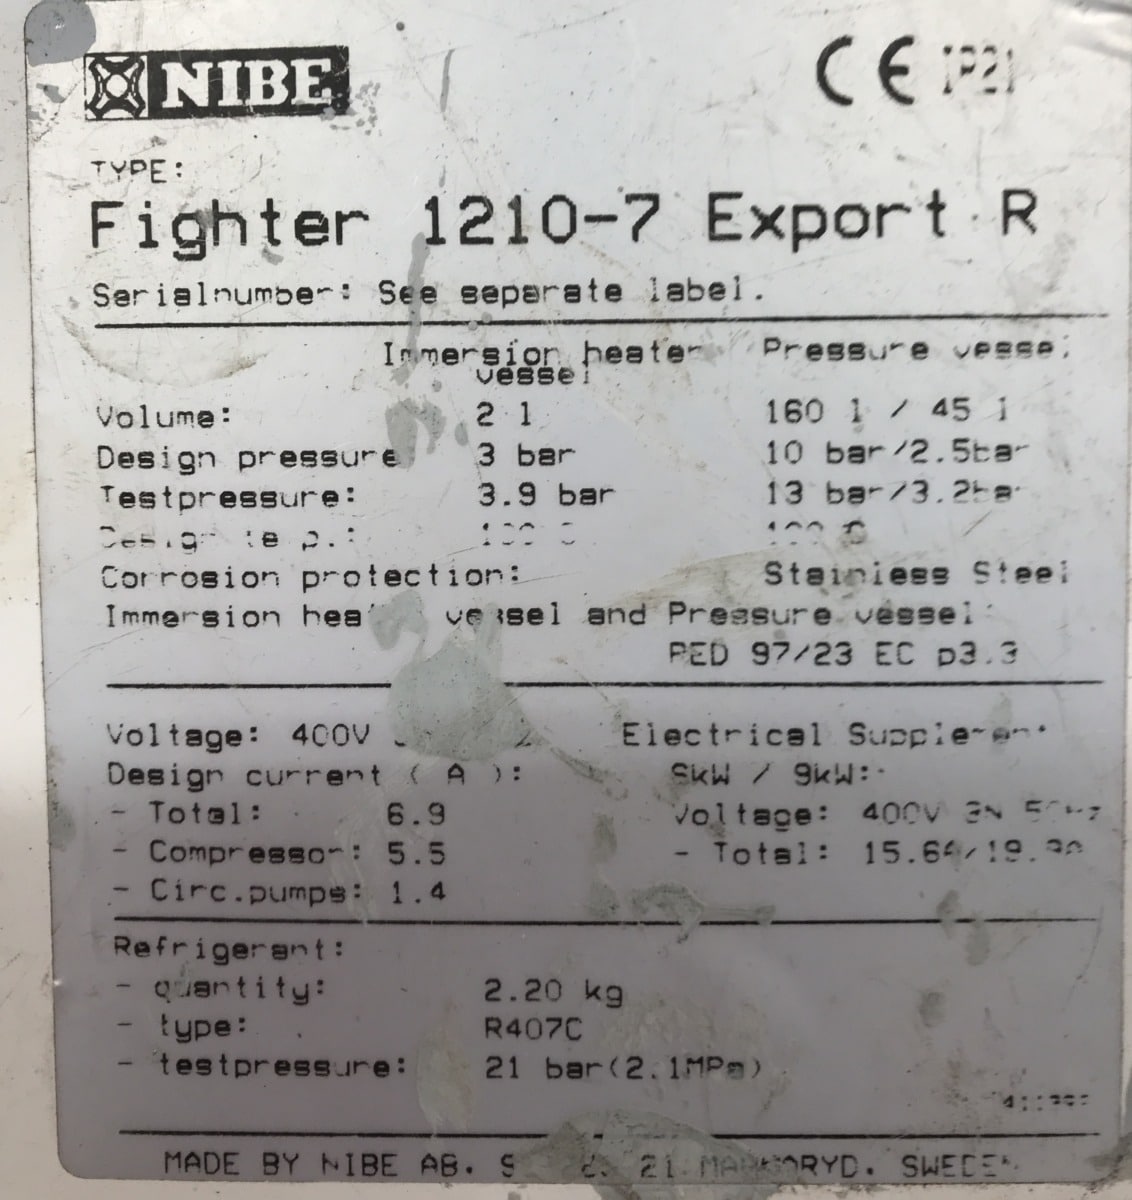 NIBE CE IP21
TYPE:
Fighter 1210-7 Export R
Serialnumber: See separate label.
Immersion heater Pressure vessel
vessel
Volume: 2 l 160 l / 45 l
Design pressure 3 bar 10 bar/2.5bar
Testpressure: 3.9 bar 13 bar/3.2bar
Design
Corrosion protection: Stainless Steel
Immersion vessel and Pressure vessel
PED 97/23 EC p3.3
Voltage: 400V Electrical Supplement
Design current ( A ): / 9kW:
- Total: 6.9 Voltage: 400V 3N 50Hz
- Compressor: 5.5 - Total:
- Circ.pumps: 1.4
Refrigerant:
- quantity: 2.20 kg
- type: R407C
- testpressure: 21 bar(2.1MPa)
MADE BY NIBE AB. 21 MARKARYD. SWEDEN.